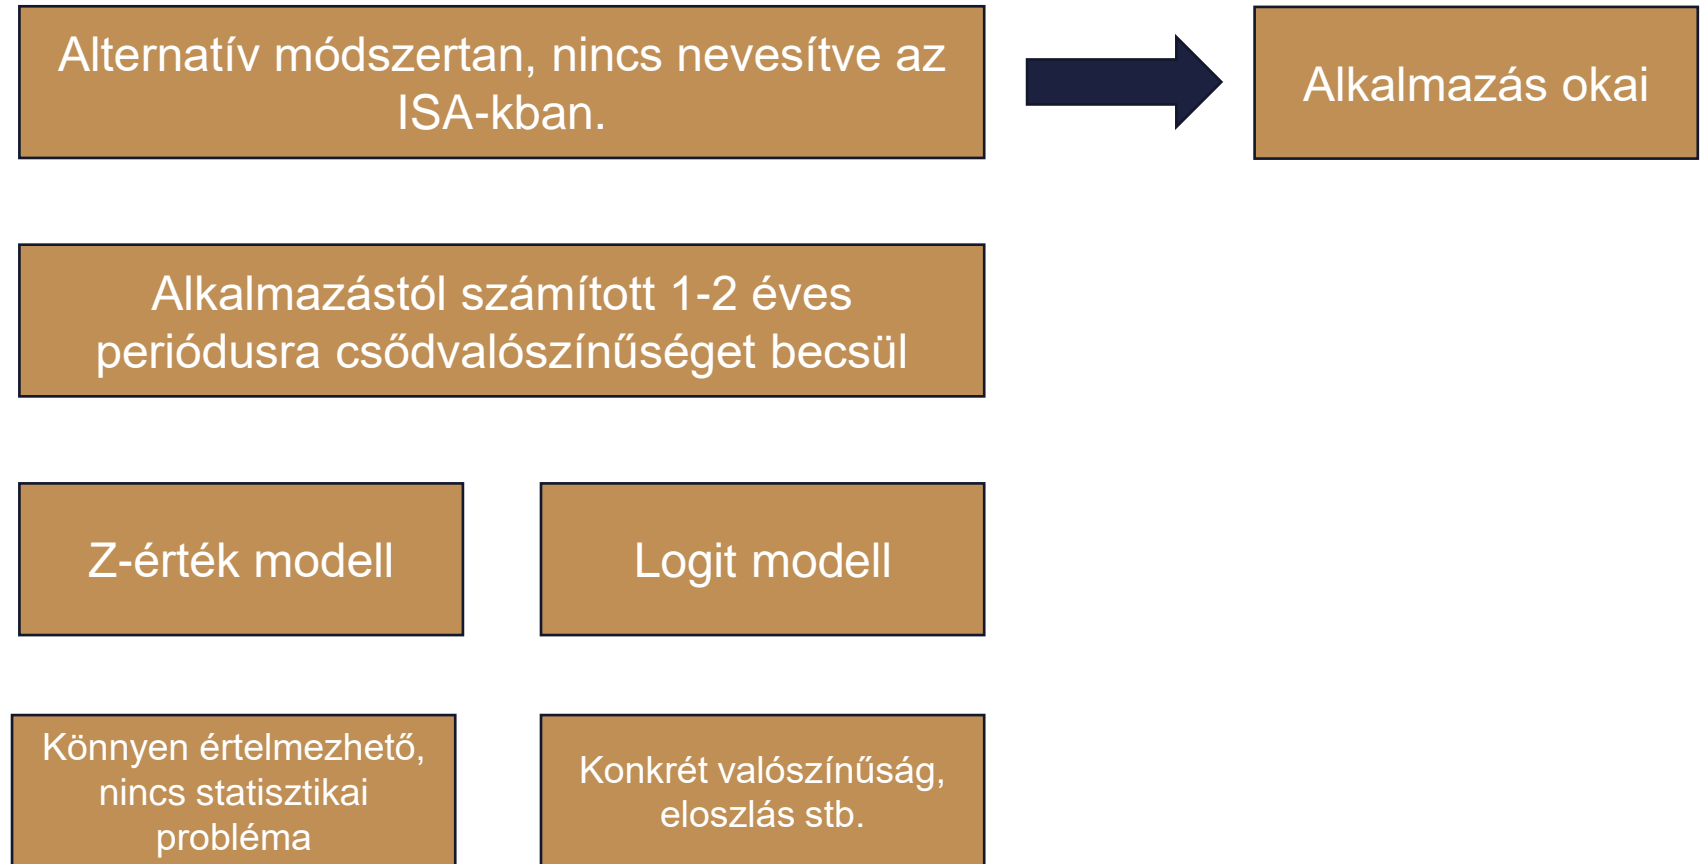 Alternatív módszertan, nincs nevesítve az
ISA-kban.
Alkalmazás okai
Alkalmazástól számított 1-2 éves
periódusra csődvalószínűséget becsül
Z-érték modell
Logit modell
Könnyen értelmezhető,
nincs statisztikai
probléma
Konkrét valószínűság,
eloszlás stb.